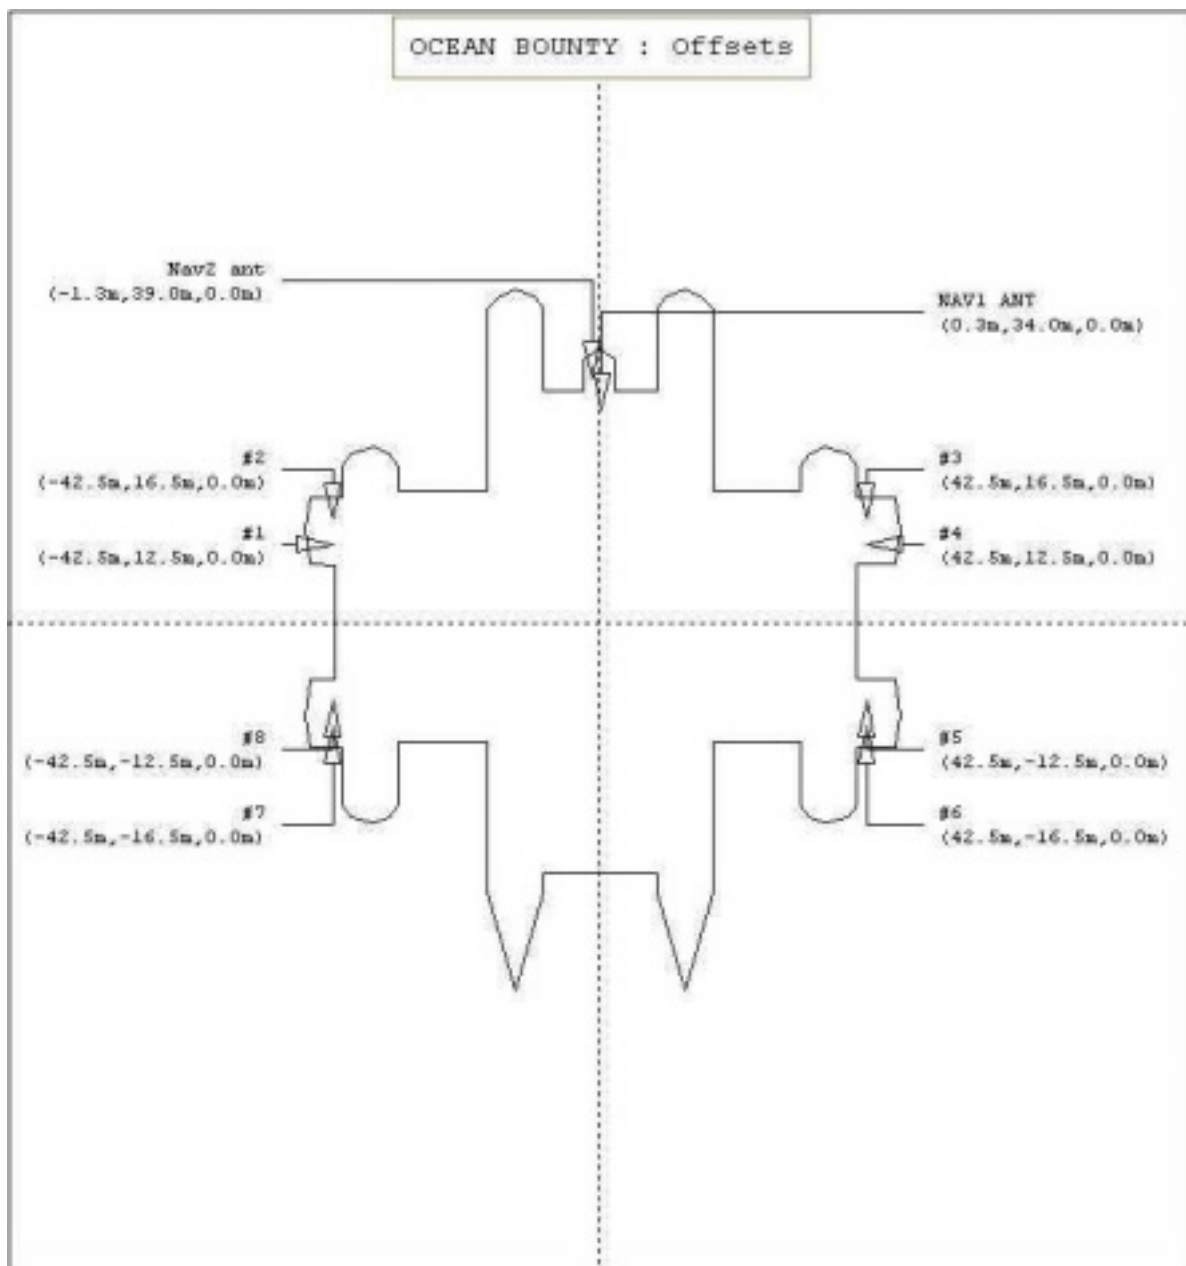 OCEAN BOUNTY : Offsets
Nav2 ant
(-1.3m,39.0m,0.0m)
NAV1 ANT
(0.3m,34.0m,0.0m)
#2
(-42.5m,16.5m,0.0m)
#3
(42.5m,16.5m,0.0m)
#1
(-42.5m,12.5m,0.0m)
#4
(42.5m,12.5m,0.0m)
#8
(-42.5m,-12.5m,0.0m)
#5
(42.5m,-12.5m,0.0m)
#7
(-42.5m,-16.5m,0.0m)
#6
(42.5m,-16.5m,0.0m)